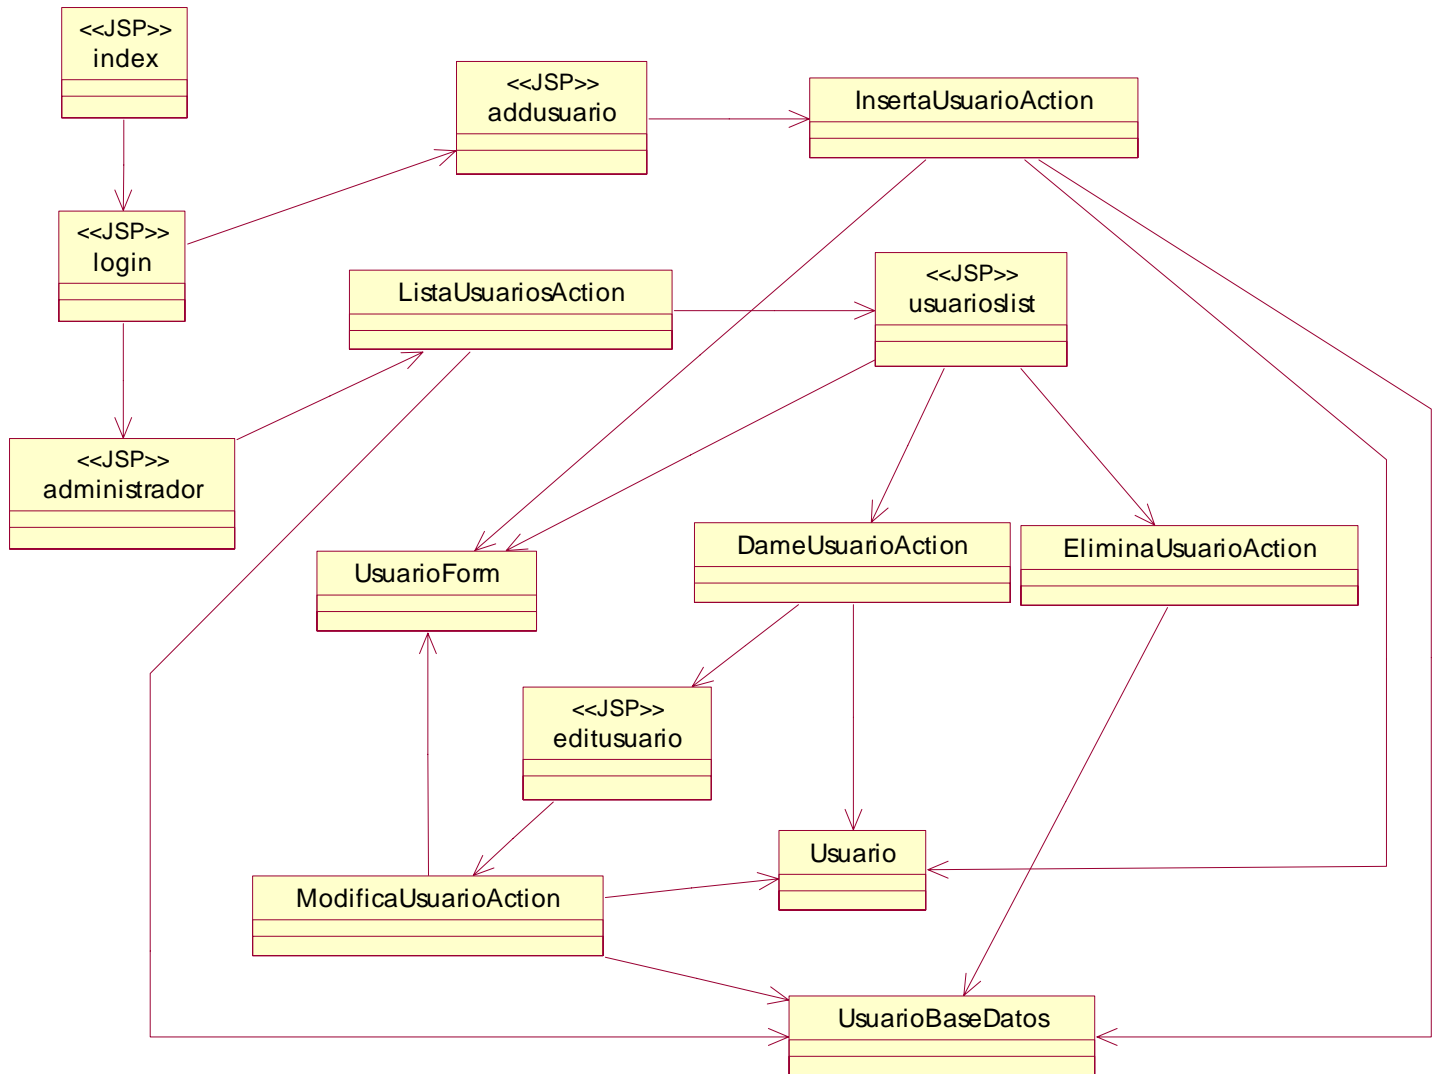 <<JSP>>
index
<<JSP>>
addusuario
InsertaUsuarioAction
<<JSP>>
login
ListaUsuariosAction
<<JSP>>
usuarioslist
<<JSP>>
administrador
UsuarioForm
DameUsuarioAction
EliminaUsuarioAction
<<JSP>>
editusuario
Usuario
ModificaUsuarioAction
UsuarioBaseDatos